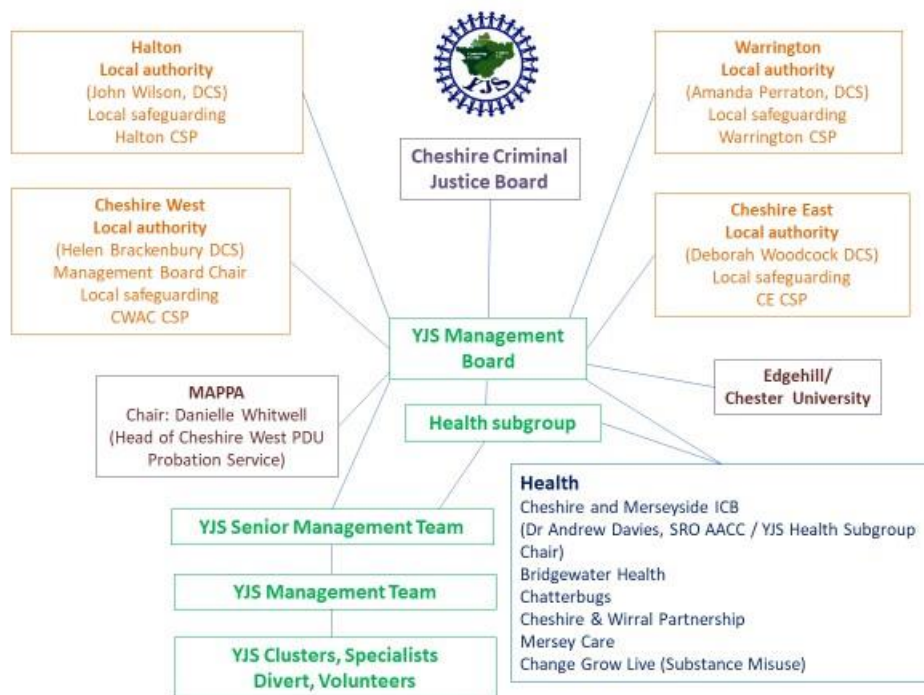 Halton
Local authority
(John Wilson, DCS)
Local safeguarding
Halton CSP
YJS
Warrington
Local authority
(Amanda Perraton, DCS)
Local safeguarding
Warrington CSP
Cheshire Criminal
Justice Board
Cheshire West
Local authority
(Helen Brackenbury DCS)
Management Board Chair
Local safeguarding
CWAC CSP
Cheshire East
Local authority
(Deborah Woodcock DCS)
Local safeguarding
CE CSP
YJS Management
Board
MAPPA
Chair: Danielle Whitwell
(Head of Cheshire West PDU
Probation Service)
Edgehill/
Chester University
Health subgroup
Health
Cheshire and Merseyside ICB
(Dr Andrew Davies, SRO AACC / YJS Health Subgroup
Chair)
Bridgewater Health
Chatterbugs
Cheshire & Wirral Partnership
Mersey Care
Change Grow Live (Substance Misuse)
YJS Senior Management Team
YJS Management Team
YJS Clusters, Specialists
Divert, Volunteers